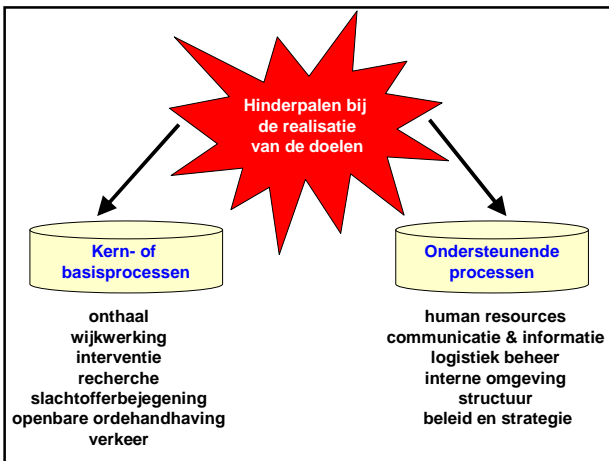 Hinderpalen bij
de realisatie
van de doelen
Kern- of
basisprocessen
onthaal
wijkwerking
interventie
recherche
slachtofferbejegening
openbare ordehandhaving
verkeer
Ondersteunende
processen
human resources
communicatie & informatie
logistiek beheer
interne omgeving
structuur
beleid en strategie